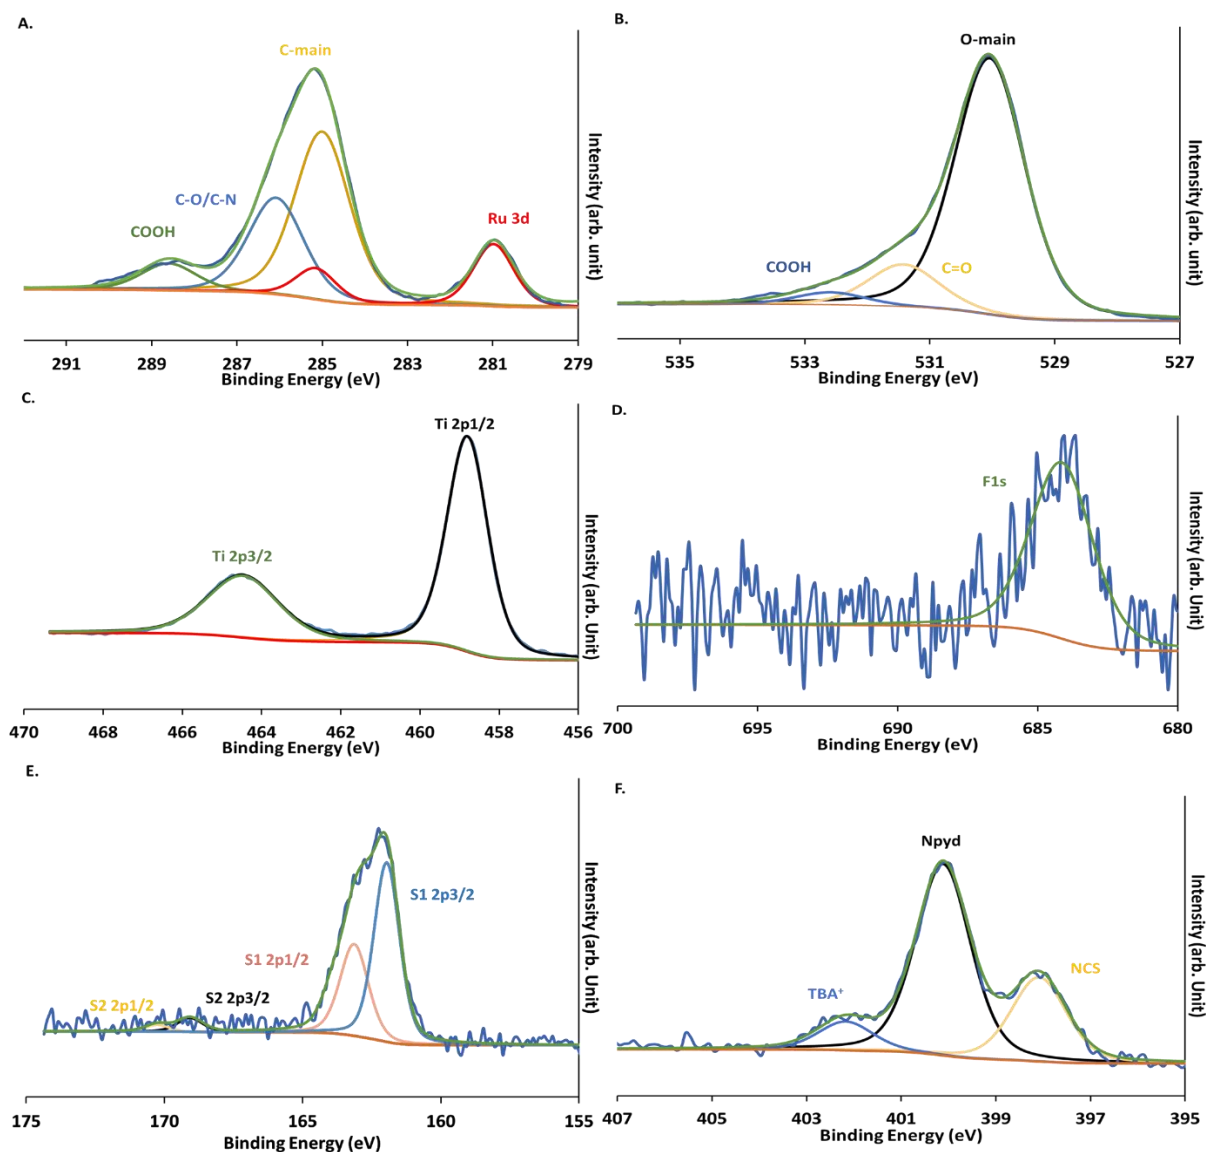 A.
C-main
C-O/C-N
COOH
Ru 3d
Intensity (arb. unit)
291 289 287 285 283 281 279
Binding Energy (eV)
B.
O-main
COOH
C=O
Intensity (arb. unit)
535 533 531 529 527
Binding Energy (eV)
C.
Ti 2p1/2
Ti 2p3/2
Intensity (arb. Unit)
470 468 466 464 462 460 458 456
Binding Energy (eV)
D.
F1s
Intensity (arb. Unit)
700 695 690 685 680
Binding Energy (eV)
E.
S1 2p3/2
S1 2p1/2
S2 2p1/2
S2 2p3/2
Intensity (arb. Unit)
175 170 165 160 155
Binding Energy (eV)
F.
Npyd
NCS
TBA⁺
Intensity (arb. Unit)
407 405 403 401 399 397 395
Binding Energy (eV)